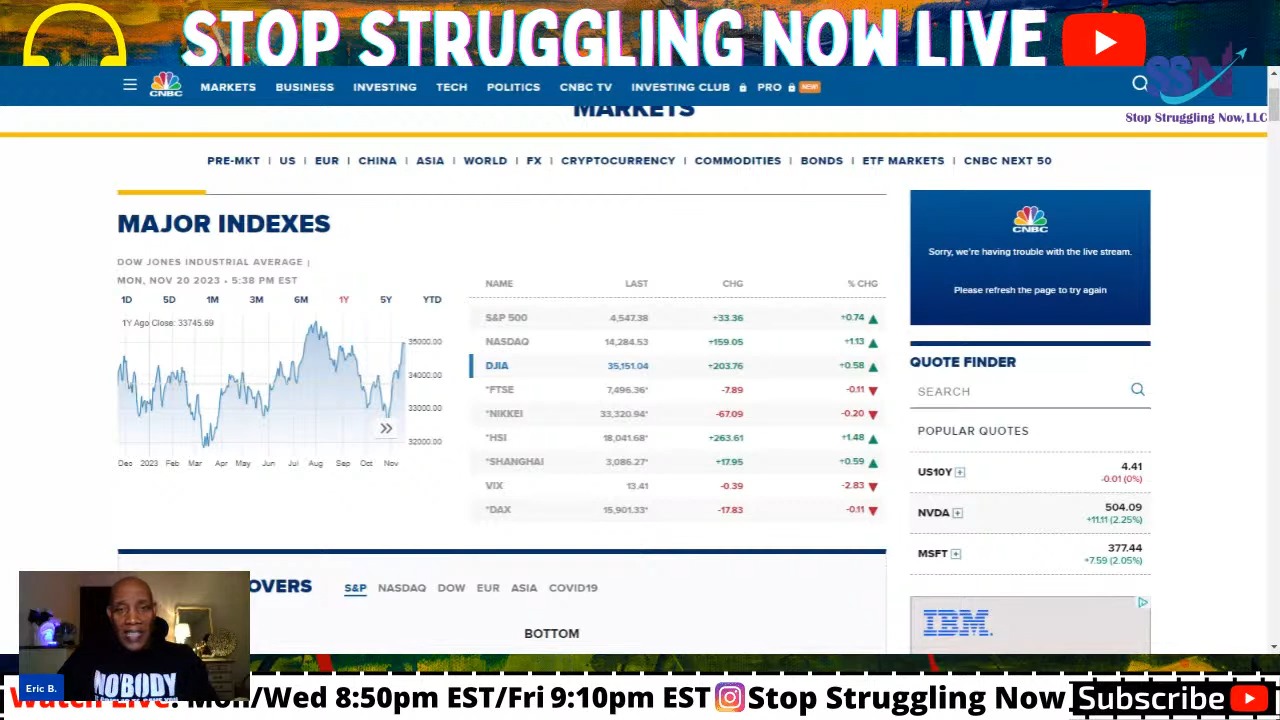 STOP STRUGGLING NOW LIVE
CNBC
MARKETS BUSINESS INVESTING TECH POLITICS CNBC TV INVESTING CLUB PRO NEW!
SSN
Stop Struggling Now, LLC
MARKETS
PRE-MKT | US | EUR | CHINA | ASIA | WORLD | FX | CRYPTOCURRENCY | COMMODITIES | BONDS | ETF MARKETS | CNBC NEXT 50
MAJOR INDEXES
DOW JONES INDUSTRIAL AVERAGE |
MON, NOV 20 2023 • 5:38 PM EST
1D 5D 1M 3M 6M 1Y 5Y YTD
1Y Ago Close: 33745.69
35000.00
34000.00
33000.00
32000.00
Dec 2023 Feb Mar Apr May Jun Jul Aug Sep Oct Nov
NAME LAST CHG % CHG
S&P 500 4,547.38 +33.36 +0.74
NASDAQ 14,284.53 +159.05 +1.13
DJIA 35,151.04 +203.76 +0.58
*FTSE 7,496.36* -7.89 -0.11
*NIKKEI 33,320.94* -67.09 -0.20
*HSI 18,041.68* +263.61 +1.48
*SHANGHAI 3,086.27* +17.95 +0.59
VIX 13.41 -0.39 -2.83
*DAX 15,901.33* -17.83 -0.11
CNBC
Sorry, we're having trouble with the live stream.
Please refresh the page to try again
QUOTE FINDER
SEARCH
POPULAR QUOTES
US10Y 4.41
-0.01 (0%)
NVDA 504.09
+11.11 (2.25%)
MSFT 377.44
+7.59 (2.05%)
IBM.
OVERS S&P NASDAQ DOW EUR ASIA COVID19
BOTTOM
NOBODY
Eric B.
Watch Live: Mon/Wed 8:50pm EST/Fri 9:10pm EST Stop Struggling Now
Subscribe